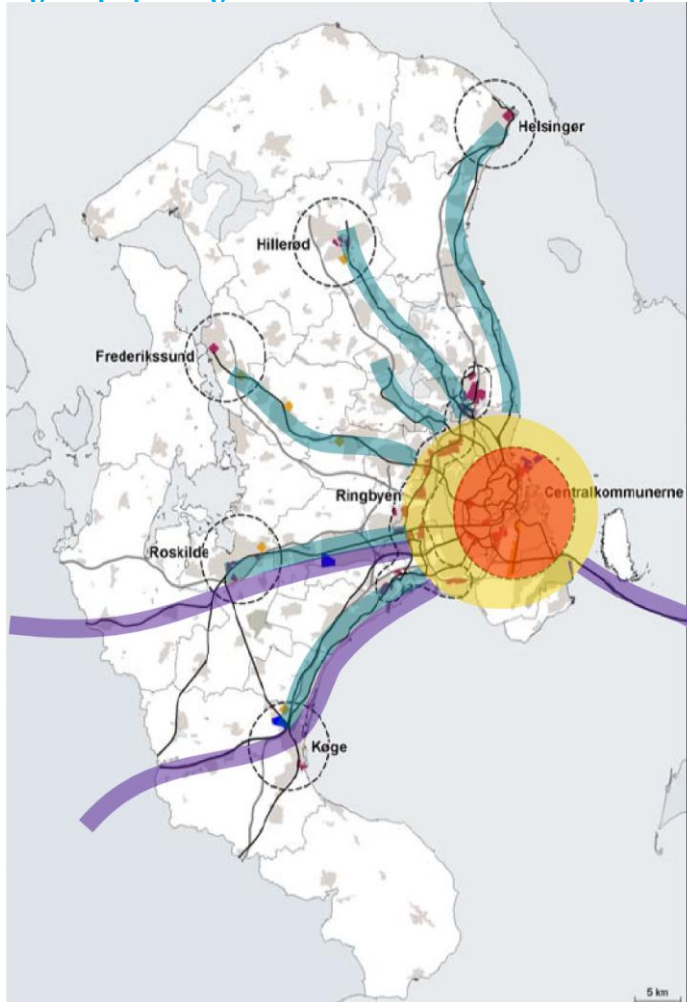 Helsingør
Hillerød
Frederikssund
Ringbyen
Centralkommunerne
Roskilde
Køge
5 km